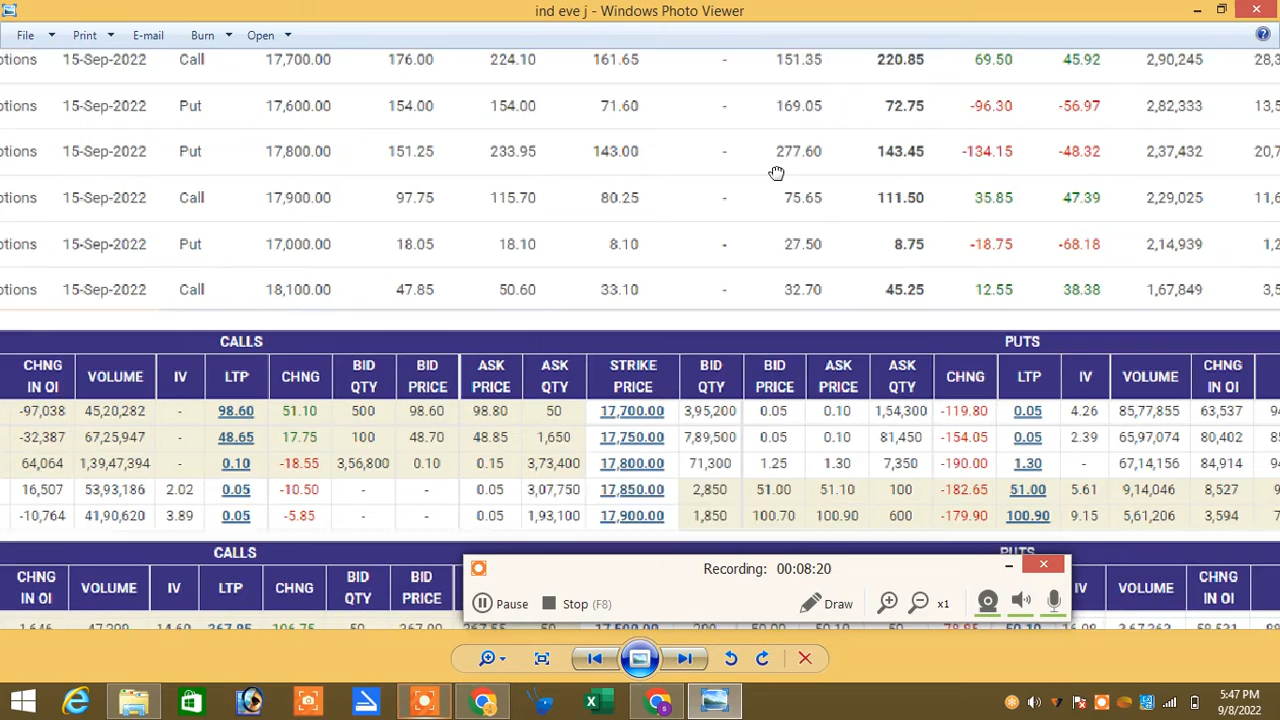 ind eve j - Windows Photo Viewer
File Print E-mail Burn Open
otions 15-Sep-2022 Call 17,700.00 176.00 224.10 161.65 - 151.35 220.85 69.50 45.92 2,90,245 28,3
otions 15-Sep-2022 Put 17,600.00 154.00 154.00 71.60 - 169.05 72.75 -96.30 -56.97 2,82,333 13,5
otions 15-Sep-2022 Put 17,800.00 151.25 233.95 143.00 - 277.60 143.45 -134.15 -48.32 2,37,432 20,7
otions 15-Sep-2022 Call 17,900.00 97.75 115.70 80.25 - 75.65 111.50 35.85 47.39 2,29,025 11,6
otions 15-Sep-2022 Put 17,000.00 18.05 18.10 8.10 - 27.50 8.75 -18.75 -68.18 2,14,939 1,2
otions 15-Sep-2022 Call 18,100.00 47.85 50.60 33.10 - 32.70 45.25 12.55 38.38 1,67,849 3,5
CALLS PUTS
CHNG IN OI VOLUME IV LTP CHNG BID QTY BID PRICE ASK PRICE ASK QTY STRIKE PRICE BID QTY BID PRICE ASK PRICE ASK QTY CHNG LTP IV VOLUME CHNG IN OI
-97,038 45,20,282 - 98.60 51.10 500 98.60 98.80 50 17,700.00 3,95,200 0.05 0.10 1,54,300 -119.80 0.05 4.26 85,77,855 63,537
-32,387 67,25,947 - 48.65 17.75 100 48.70 48.85 1,650 17,750.00 7,89,500 0.05 0.10 81,450 -154.05 0.05 2.39 65,97,074 80,402
64,064 1,39,47,394 - 0.10 -18.55 3,56,800 0.10 0.15 3,73,400 17,800.00 71,300 1.25 1.30 7,350 -190.00 1.30 - 67,14,156 84,914
16,507 53,93,186 2.02 0.05 -10.50 - - 0.05 3,07,750 17,850.00 2,850 51.00 51.10 100 -182.65 51.00 5.61 9,14,046 8,527
-10,764 41,90,620 3.89 0.05 -5.85 - - 0.05 1,93,100 17,900.00 1,850 100.70 100.90 600 -179.90 100.90 9.15 5,61,206 3,594
CALLS
CHNG IN OI VOLUME IV LTP CHNG BID QTY BID PRICE IV VOLUME CHNG IN OI
Recording: 00:08:20
Pause Stop (F8) Draw x1
5:47 PM
9/8/2022